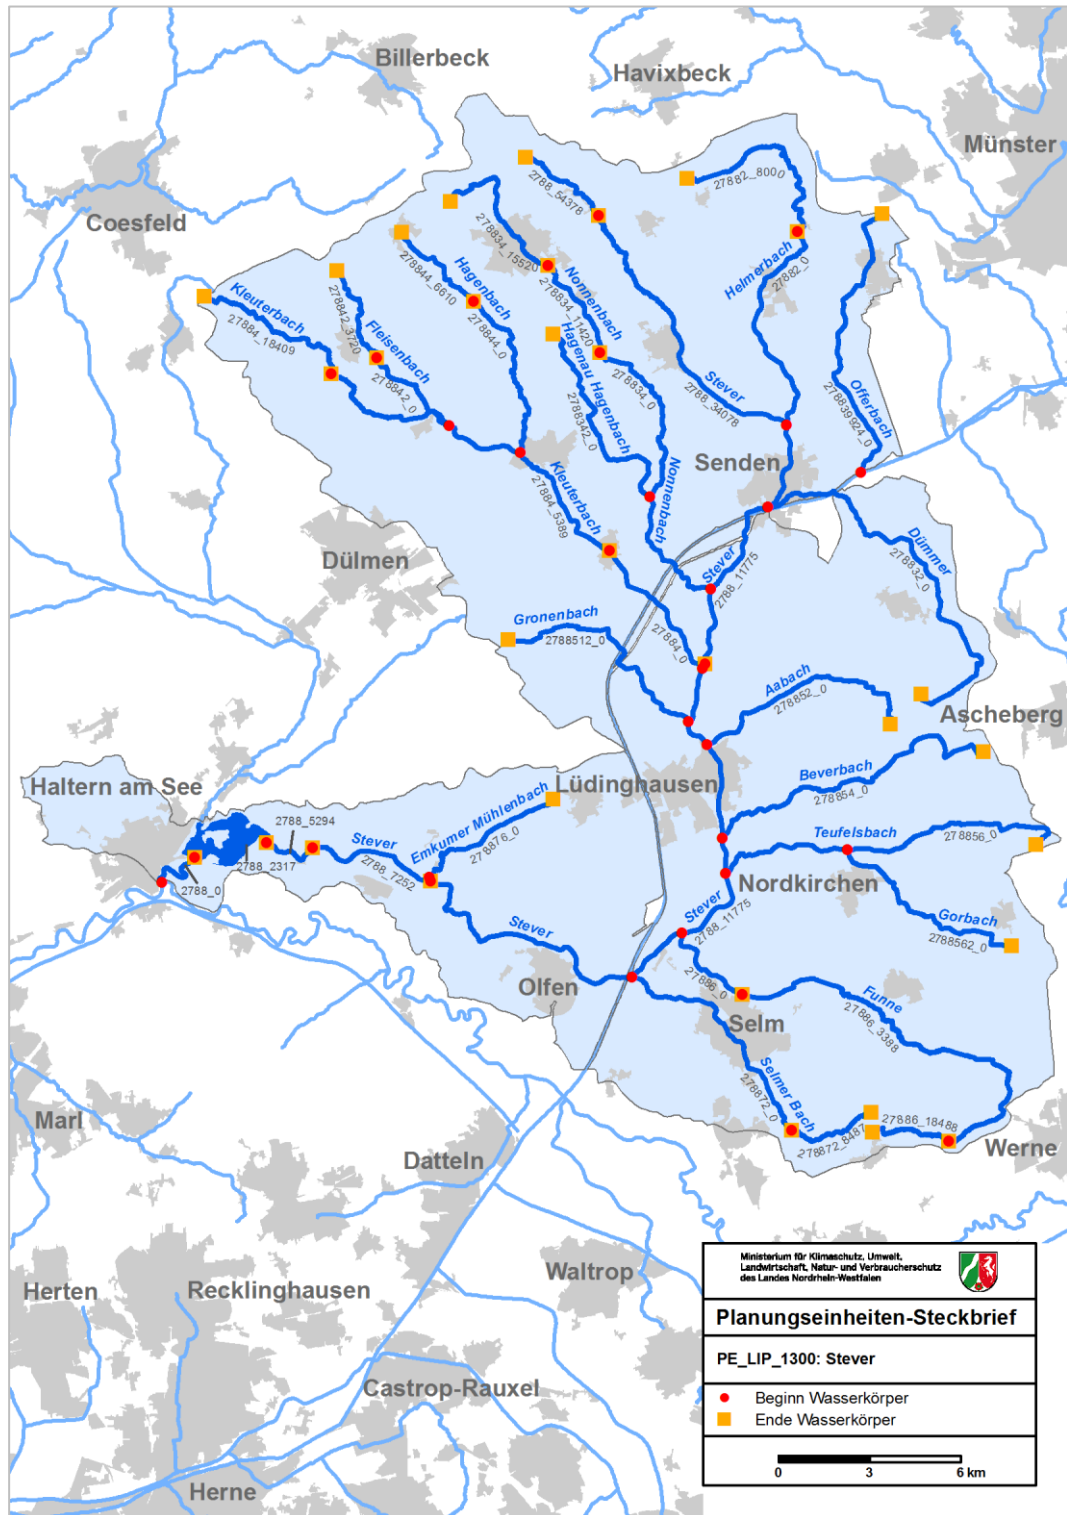 Billerbeck
Havixbeck
Münster
Coesfeld
2788_54378
27882_8000
278834_15520
Nonnenbach
278834_11420
Hagenbach
278844_6610
278844_0
Helmerbach
27882_0
Kleuterbach
27884_18409
278842_3720
Fleisenbach
278842_0
Hagenau Hagenbach
2788342_0
278834_0
Stever
2788_34078
Offerbach
278839924_0
Senden
Nonnenbach
Kleuterbach
27884_5389
Dülmen
Stever
2788_11775
Dümmer
278832_0
Gronenbach
2788512_0
27884_0
Aabach
278852_0
Ascheberg
Haltern am See
Lüdinghausen
Beverbach
278854_0
2788_5294
Stever
2788_7252
Emkumer Mühlenbach
278876_0
Teufelsbach
278856_0
2788_2317
2788_0
Nordkirchen
Stever
Stever
2788_11775
Gorbach
2788562_0
Olfen
27886_0
Selm
Funne
27886_3388
Selmer Bach
278872_0
278872_8487
27886_18488
Marl
Werne
Datteln
Waltrop
Herten
Recklinghausen
Castrop-Rauxel
Herne
Ministerium für Klimaschutz, Umwelt,
Landwirtschaft, Natur- und Verbraucherschutz
des Landes Nordrhein-Westfalen
Planungseinheiten-Steckbrief
PE_LIP_1300: Stever
Beginn Wasserkörper
Ende Wasserkörper
0 3 6 km